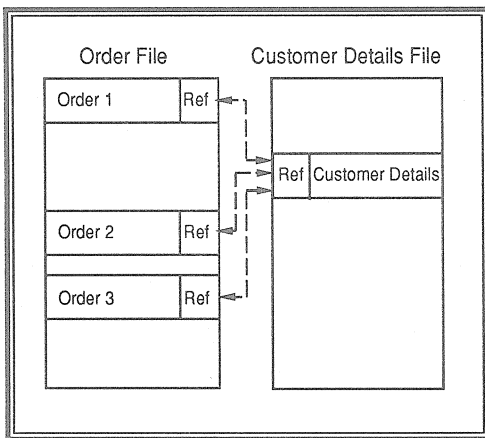 Order File
Customer Details File
Order 1 Ref
Ref Customer Details
Order 2 Ref
Order 3 Ref